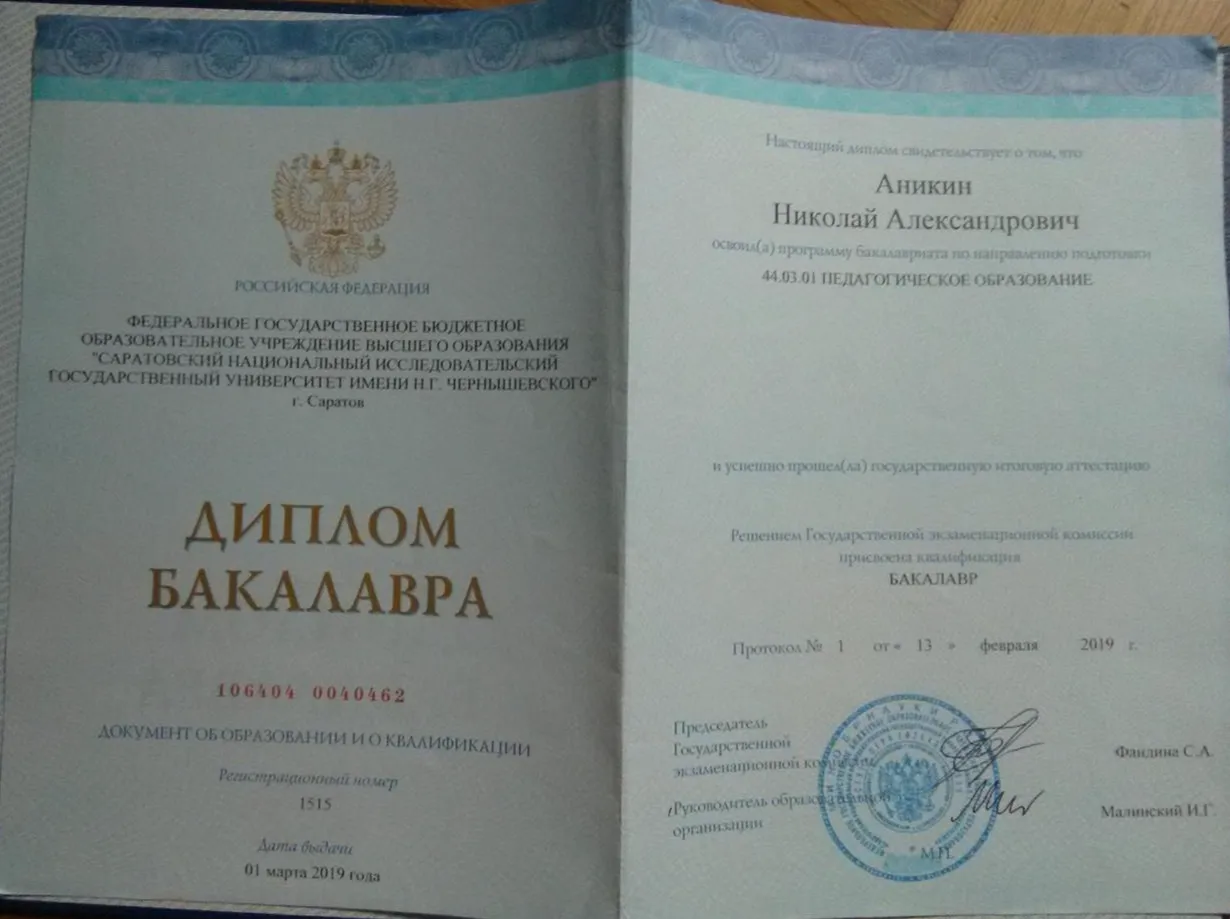 РОССИЙСКАЯ ФЕДЕРАЦИЯ
ФЕДЕРАЛЬНОЕ ГОСУДАРСТВЕННОЕ БЮДЖЕТНОЕ
ОБРАЗОВАТЕЛЬНОЕ УЧРЕЖДЕНИЕ ВЫСШЕГО ОБРАЗОВАНИЯ
"САРАТОВСКИЙ НАЦИОНАЛЬНЫЙ ИССЛЕДОВАТЕЛЬСКИЙ
ГОСУДАРСТВЕННЫЙ УНИВЕРСИТЕТ ИМЕНИ Н.Г. ЧЕРНЫШЕВСКОГО"
г. Саратов
ДИПЛОМ
БАКАЛАВРА
106404 0040462
ДОКУМЕНТ ОБ ОБРАЗОВАНИИ И О КВАЛИФИКАЦИИ
Регистрационный номер
1515
Дата выдачи
01 марта 2019 года
Настоящий диплом свидетельствует о том, что
Аникин
Николай Александрович
освоил(а) программу бакалавриата по направлению подготовки
44.03.01 ПЕДАГОГИЧЕСКОЕ ОБРАЗОВАНИЕ
и успешно прошел(ла) государственную итоговую аттестацию
Решением Государственной экзаменационной комиссии
присвоена квалификация
БАКАЛАВР
Протокол № 1 от « 13 » февраля 2019 г.
Председатель
Государственной
экзаменационной комиссии
Фандина С.А.
Руководитель образовательной
организации
Малинский И.Г.
М.П.